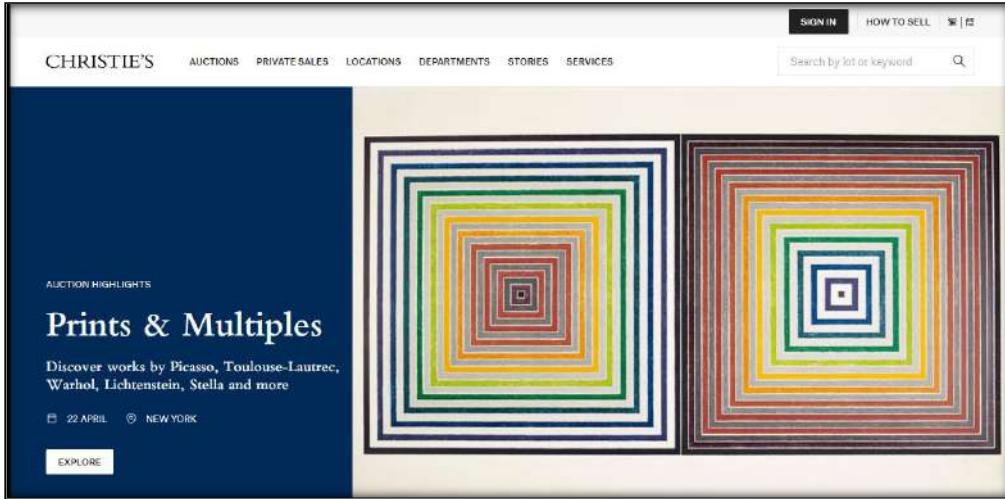 SIGN IN
HOW TO SELL
繁 | 简
CHRISTIE'S
AUCTIONS
PRIVATE SALES
LOCATIONS
DEPARTMENTS
STORIES
SERVICES
Search by lot or keyword
AUCTION HIGHLIGHTS
Prints & Multiples
Discover works by Picasso, Toulouse-Lautrec,
Warhol, Lichtenstein, Stella and more
22 APRIL
NEW YORK
EXPLORE